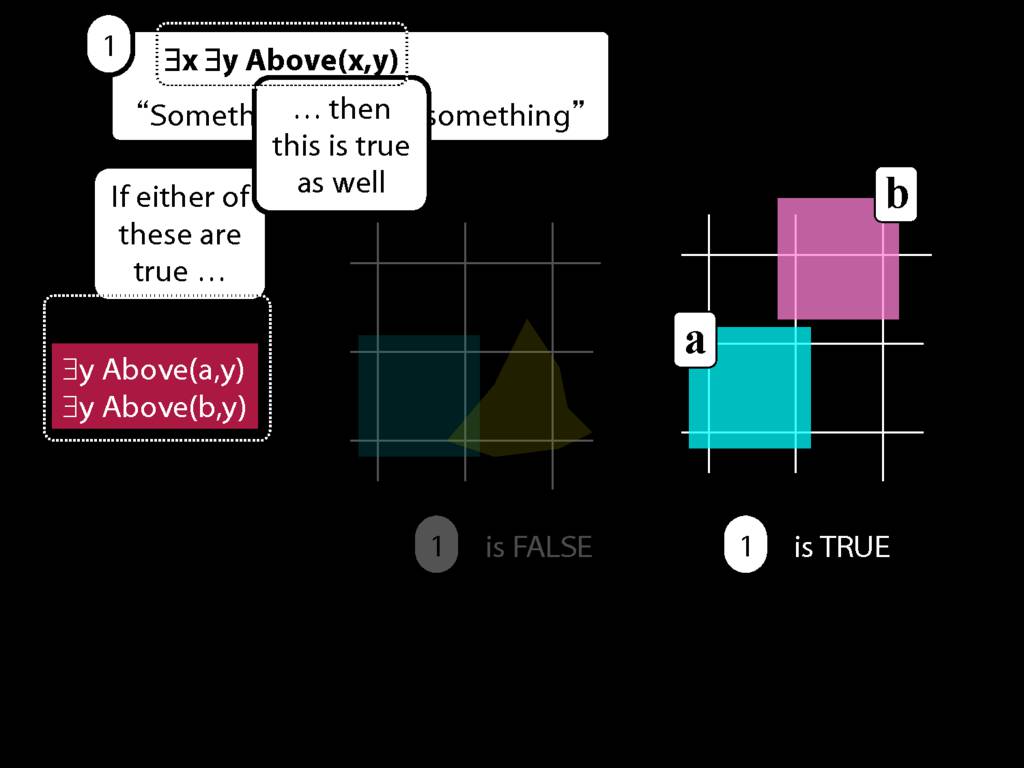 1
∃x ∃y Above(x,y)
“Someth something”
… then
this is true
as well
If either of
these are
true …
∃y Above(a,y)
∃y Above(b,y)
b
a
1 is FALSE
1 is TRUE